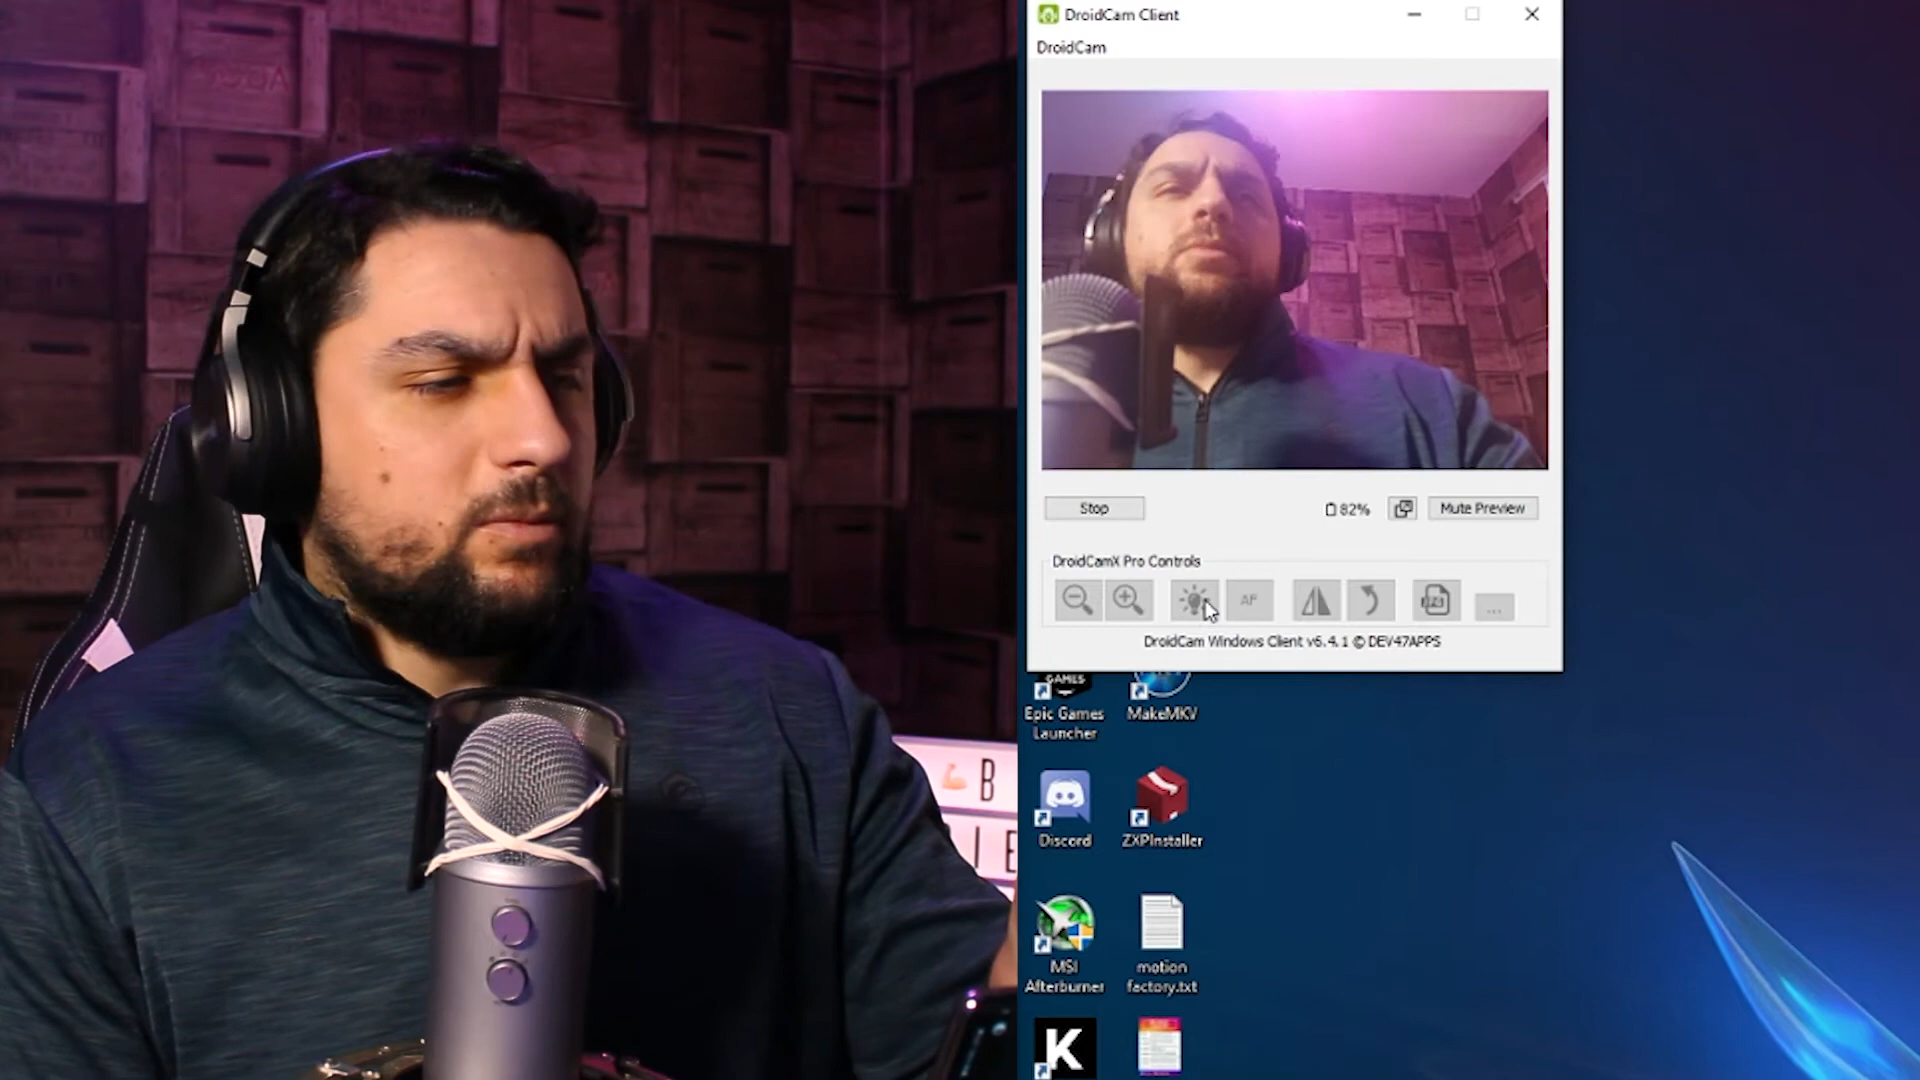 DroidCam Client
DroidCam
Stop
82%
Mute Preview
DroidCamX Pro Controls
AF
...
DroidCam Windows Client v6.4.1 © DEV47APPS
GAMES
Epic Games
Launcher
MakeMKV
Discord
ZXPInstaller
MSI
Afterburner
motion
factory.txt
K
B
I E